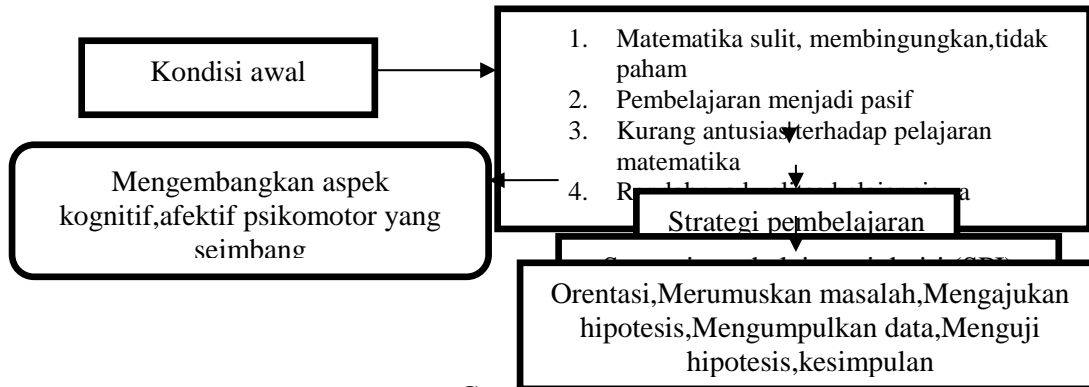 Kondisi awal
1. Matematika sulit, membingungkan,tidak
paham
2. Pembelajaran menjadi pasif
3. Kurang antusias terhadap pelajaran
matematika
4.
Mengembangkan aspek
kognitif,afektif psikomotor yang
seimbang
Strategi pembelajaran
Orentasi,Merumuskan masalah,Mengajukan
hipotesis,Mengumpulkan data,Menguji
hipotesis,kesimpulan